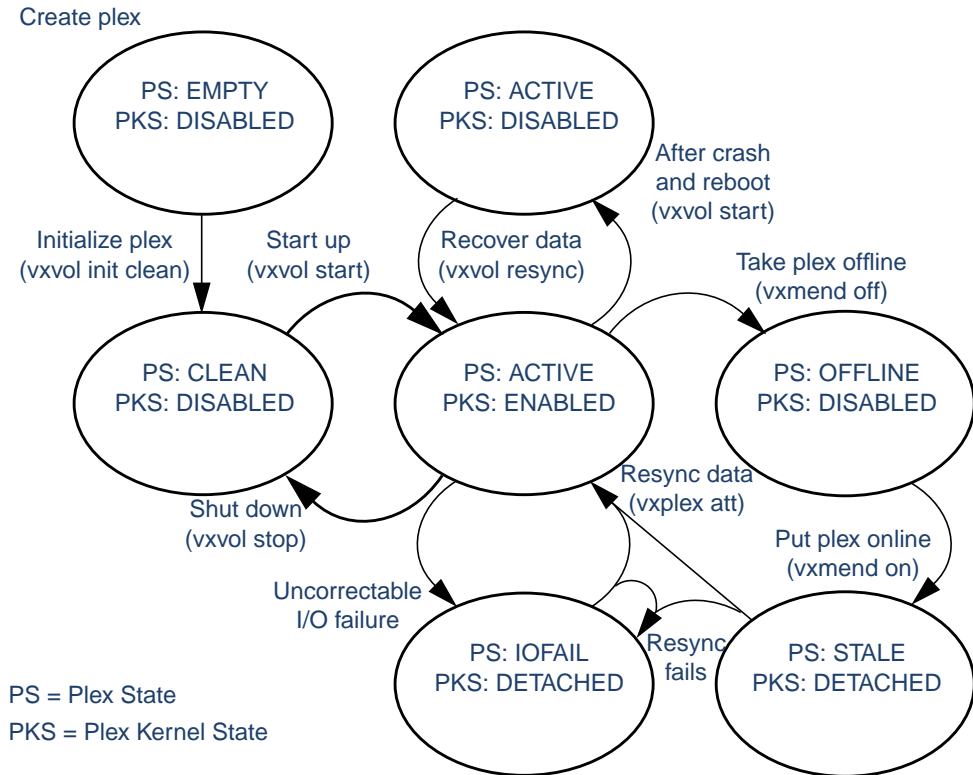 Create plex
PS: EMPTY
PKS: DISABLED
PS: ACTIVE
PKS: DISABLED
After crash
and reboot
(vxvol start)
Initialize plex
(vxvol init clean)
Start up
(vxvol start)
Recover data
(vxvol resync)
Take plex offline
(vxmend off)
PS: CLEAN
PKS: DISABLED
PS: ACTIVE
PKS: ENABLED
PS: OFFLINE
PKS: DISABLED
Shut down
(vxvol stop)
Resync data
(vxplex att)
Put plex online
(vxmend on)
Uncorrectable
I/O failure
PS: IOFAIL
PKS: DETACHED
Resync
fails
PS: STALE
PKS: DETACHED
PS = Plex State
PKS = Plex Kernel State